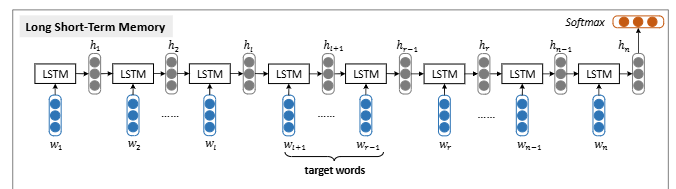 Softmax
Long Short-Term Memory
h₁ h₂ hₗ hₗ₊₁ hᵣ₋₁ hᵣ hₙ₋₁ hₙ
LSTM LSTM LSTM LSTM LSTM LSTM LSTM LSTM
...... ...... ......
w₁ w₂ wₗ wₗ₊₁ wᵣ₋₁ wᵣ wₙ₋₁ wₙ
target words